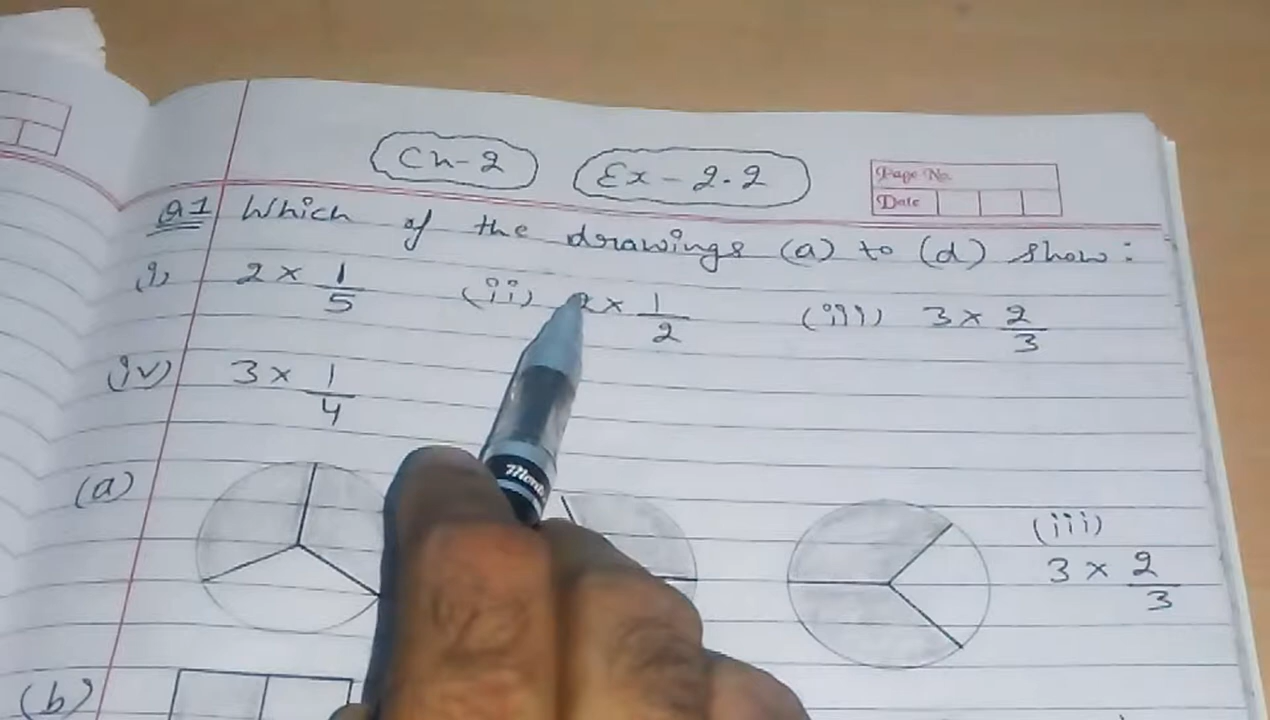 Ch-2 Ex-2.2
Page No.
Date
Q1 Which of the drawings (a) to (d) show:
(i) 2 × 1/5 (ii) 2 × 1/2 (iii) 3 × 2/3
(iv) 3 × 1/4
(a)
(iii)
3 × 2/3
(b)